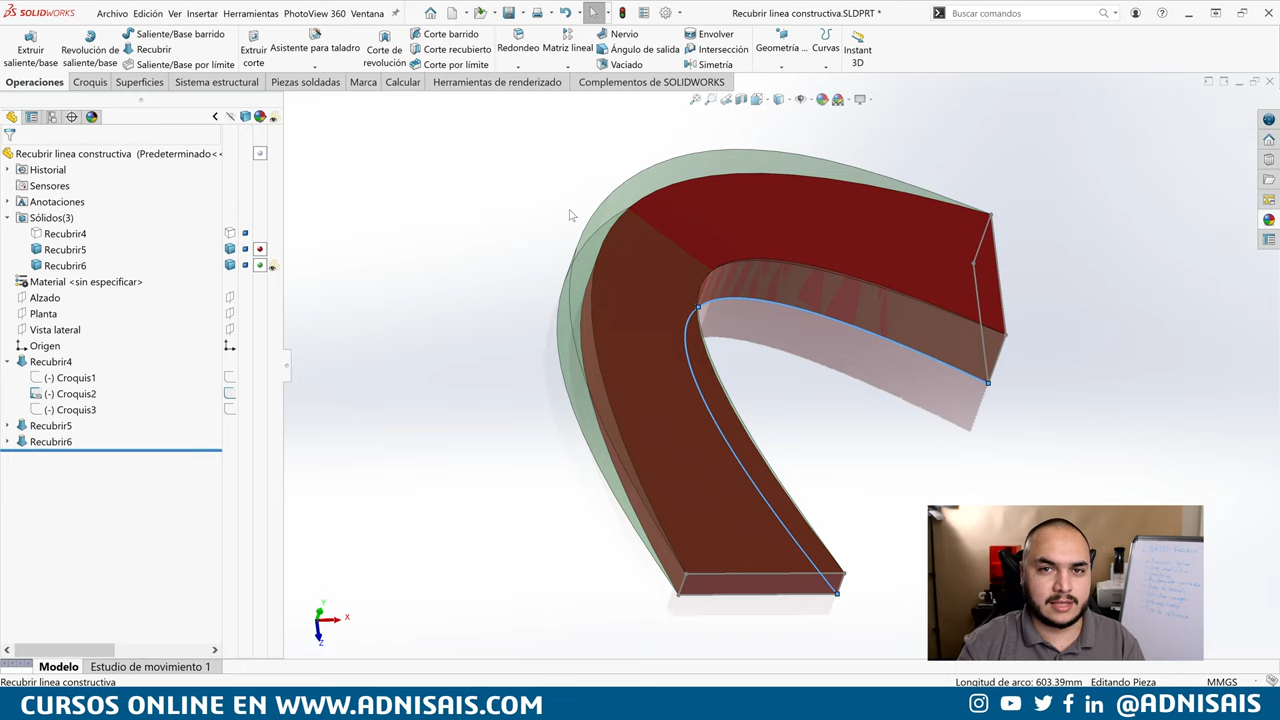 SOLIDWORKS
Archivo Edición Ver Insertar Herramientas PhotoView 360 Ventana
Recubrir linea constructiva.SLDPRT *
Buscar comandos
Extruir saliente/base
Revolución de saliente/base
Saliente/Base barrido
Recubrir
Saliente/Base por límite
Extruir corte
Asistente para taladro
Corte de revolución
Corte barrido
Corte recubierto
Corte por límite
Redondeo
Matriz lineal
Nervio
Ángulo de salida
Vaciado
Envolver
Intersección
Simetría
Geometría ...
Curvas
Instant 3D
Operaciones Croquis Superficies Sistema estructural Piezas soldadas Marca Calcular Herramientas de renderizado Complementos de SOLIDWORKS
Recubrir linea constructiva (Predeterminado<<
Historial
Sensores
Anotaciones
Sólidos(3)
Recubrir4
Recubrir5
Recubrir6
Material <sin especificar>
Alzado
Planta
Vista lateral
Origen
Recubrir4
(-) Croquis1
(-) Croquis2
(-) Croquis3
Recubrir5
Recubrir6
Y
X
Z
Modelo Estudio de movimiento 1
Recubrir linea constructiva
Longitud de arco: 603.39mm Editando Pieza MMGS
CURSOS ONLINE EN WWW.ADNISAIS.COM
@ADNISAIS